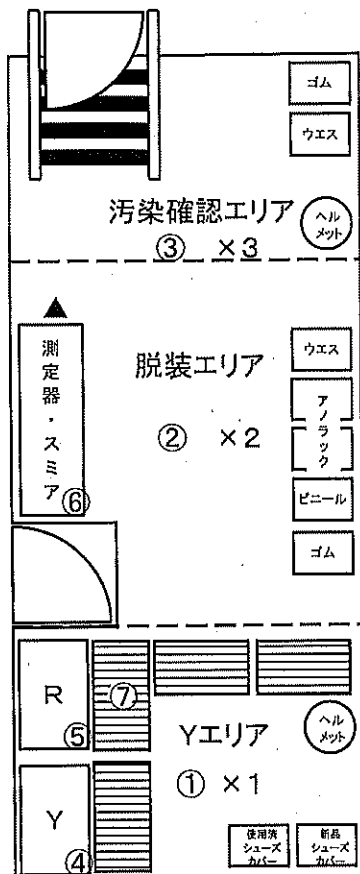 ゴム
ウエス
汚染確認エリア
ヘル
メット
③ ×3
測定器・スミア
⑥
脱装エリア
② ×2
ウエス
アノラック
ビニール
ゴム
R
⑤
⑦
Yエリア
ヘル
メット
① ×1
Y
④
使用済
シューズ
カバー
新品
シューズ
カバー